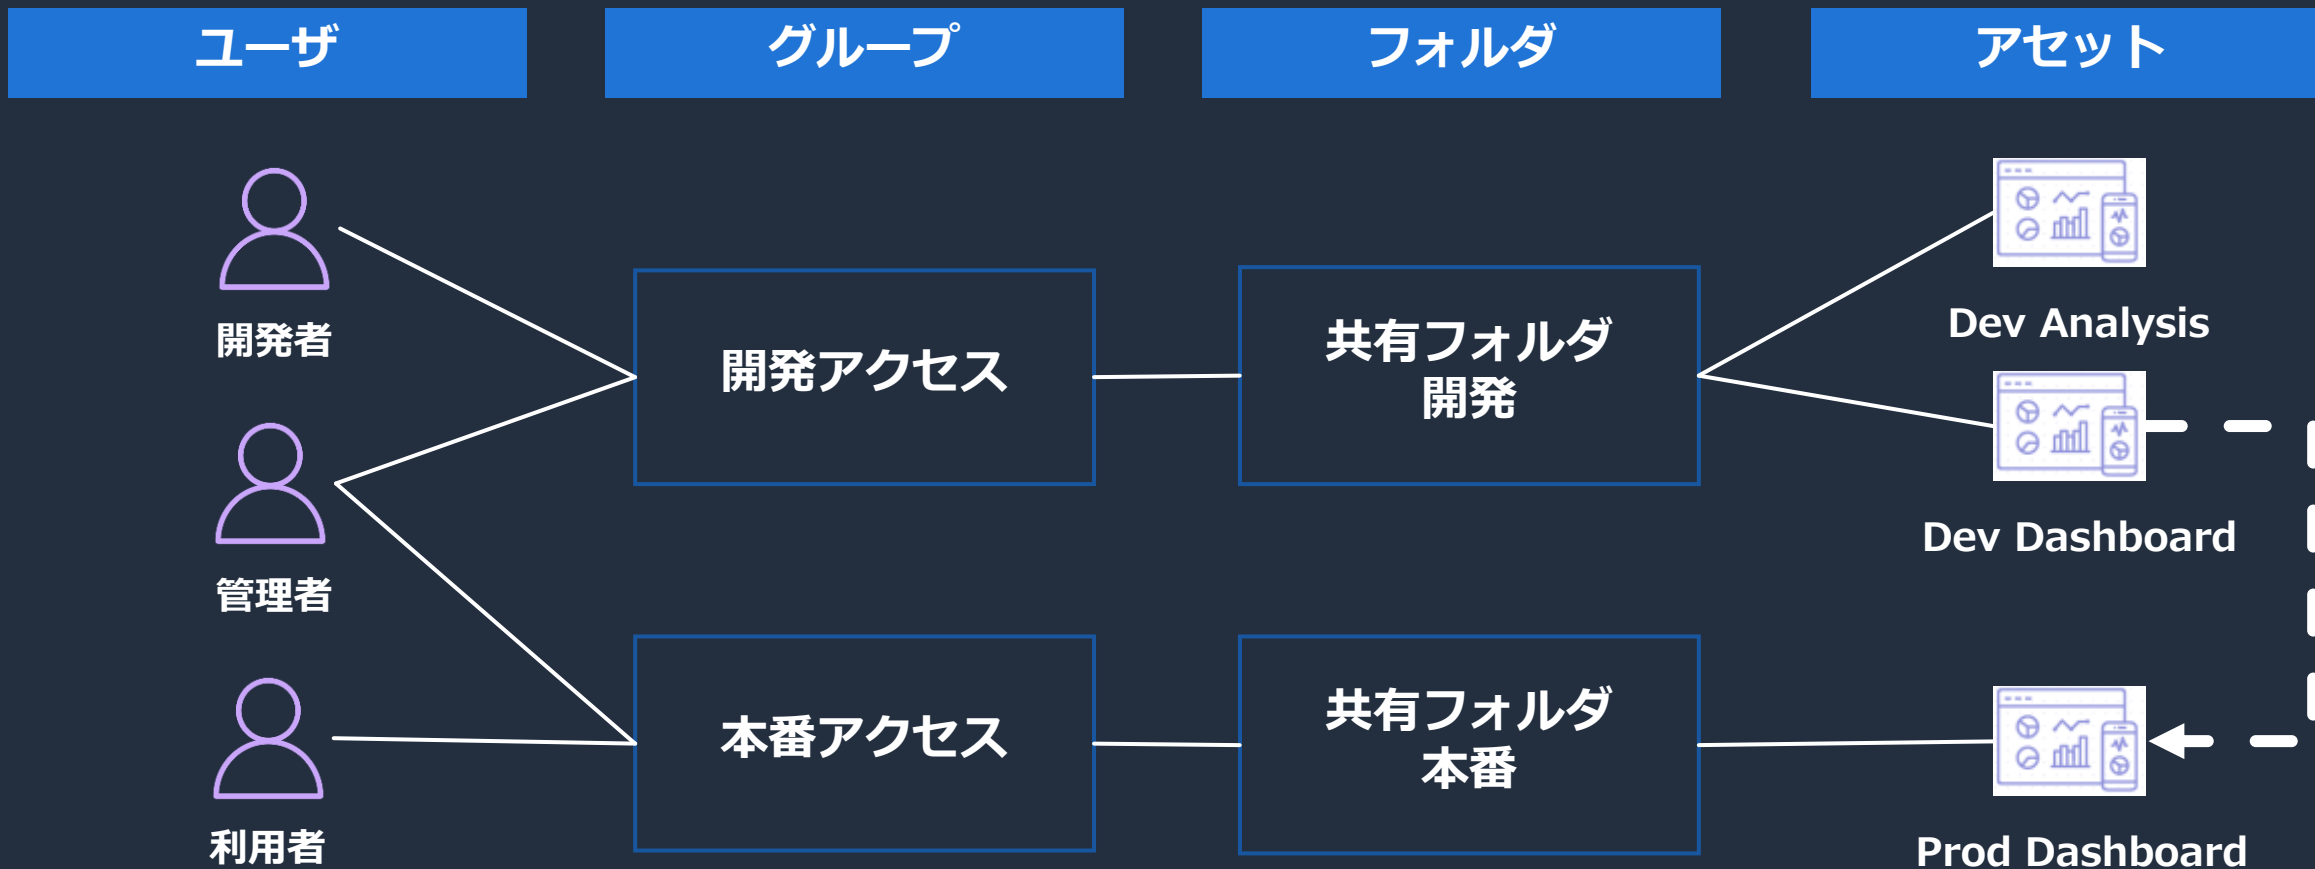 ユーザ
グループ
フォルダ
アセット
開発者
管理者
利用者
開発アクセス
本番アクセス
共有フォルダ
開発
共有フォルダ
本番
Dev Analysis
Dev Dashboard
Prod Dashboard